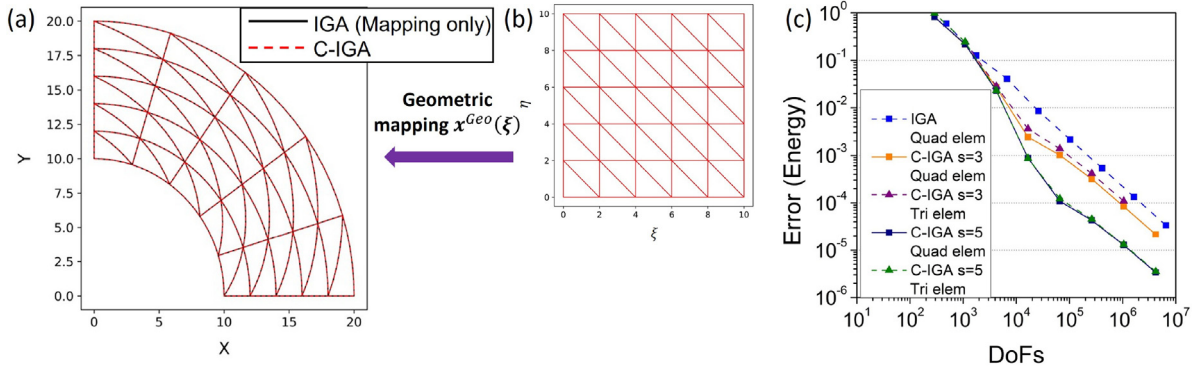 (a)
IGA (Mapping only)
C-IGA
20.0
17.5
15.0
12.5
10.0
7.5
5.0
2.5
0.0
Y
0
5
10
15
20
X
Geometric
mapping x^Geo(ξ)
(b)
10
8
6
4
2
0
η
0
2
4
6
8
10
ξ
(c)
10^0
10^-1
10^-2
10^-3
10^-4
10^-5
10^-6
Error (Energy)
IGA
Quad elem
C-IGA s=3
Quad elem
C-IGA s=3
Tri elem
C-IGA s=5
Quad elem
C-IGA s=5
Tri elem
10^1
10^2
10^3
10^4
10^5
10^6
10^7
DoFs